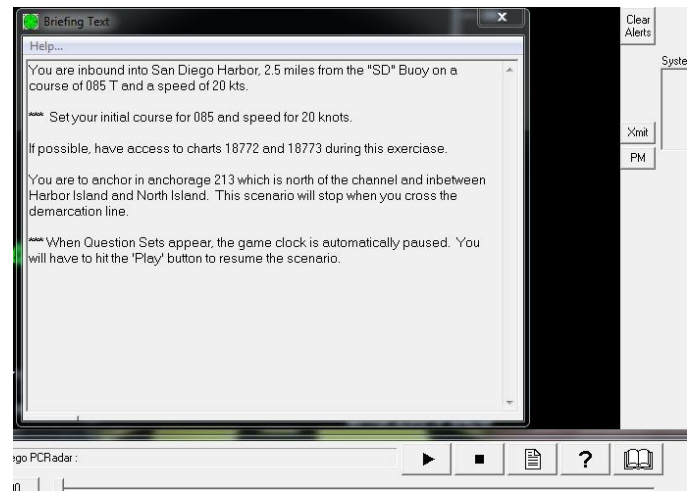 Briefing Text
x
Help...
You are inbound into San Diego Harbor, 2.5 miles from the "SD" Buoy on a
course of 085 T and a speed of 20 kts.
*** Set your initial course for 085 and speed for 20 knots.
If possible, have access to charts 18772 and 18773 during this exerciase.
You are to anchor in anchorage 213 which is north of the channel and inbetween
Harbor Island and North Island. This scenario will stop when you cross the
demarcation line.
*** When Question Sets appear, the game clock is automatically paused. You
will have to hit the 'Play' button to resume the scenario.
Clear
Alerts
Syste
Xmit
PM
ego PCRadar :
?